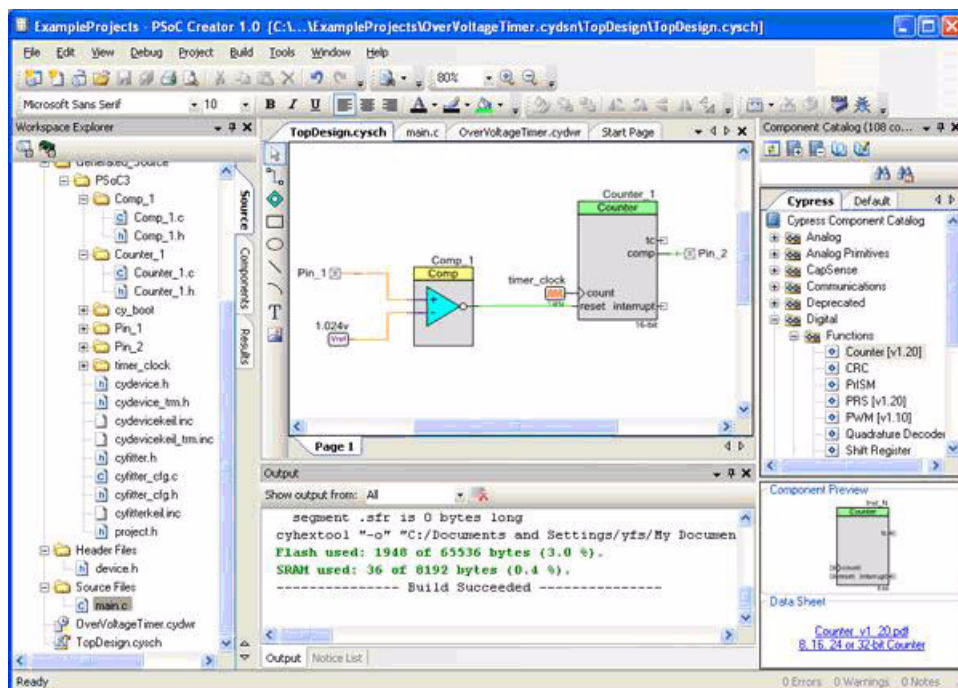 ExampleProjects - PSoC Creator 1.0 [C:\...\ExampleProjects\OverVoltageTimer.cydsn\TopDesign\TopDesign.cysch]
File Edit View Debug Project Build Tools Window Help
80%
Microsoft Sans Serif 10 B I U A
Workspace Explorer
Generated_Source
PSoC3
Comp_1
Comp_1.c
Comp_1.h
Counter_1
Counter_1.c
Counter_1.h
cy_boot
Pin_1
Pin_2
timer_clock
cydevice.h
cydevice_trm.h
cydevicekeil.inc
cydevicekeil_trm.inc
cyfitter.h
cyfitter_cfg.c
cyfitter_cfg.h
cyfitterkeil.inc
project.h
Header Files
device.h
Source Files
main.c
OverVoltageTimer.cydwr
TopDesign.cysch
Source
Components
Results
TopDesign.cysch main.c OverVoltageTimer.cydwr Start Page
T
Counter_1
Counter
tc
comp
Pin_2
Comp_1
Comp
Pin_1
timer_clock
count
reset interrupt
16-bit
1.024v
Vref
Page 1
Output
Show output from: All
segment .sfr is 0 bytes long
cyhextool "-o" "C:/Documents and Settings/yfs/My Documen
Flash used: 1948 of 65536 bytes (3.0 %).
SRAM used: 36 of 8192 bytes (0.4 %).
--------------- Build Succeeded ---------------
Output Notice List
Component Catalog (108 co...
Cypress Default
Cypress Component Catalog
Analog
Analog Primitives
CapSense
Communications
Deprecated
Digital
Functions
Counter [v1.20]
CRC
PrISM
PRS [v1.20]
PWM [v1.10]
Quadrature Decoder
Shift Register
Component Preview
Inst_N
Counter
Data Sheet
Counter_v1_20.pdf
8, 16, 24 or 32-bit Counter
Ready
0 Errors 0 Warnings 0 Notes